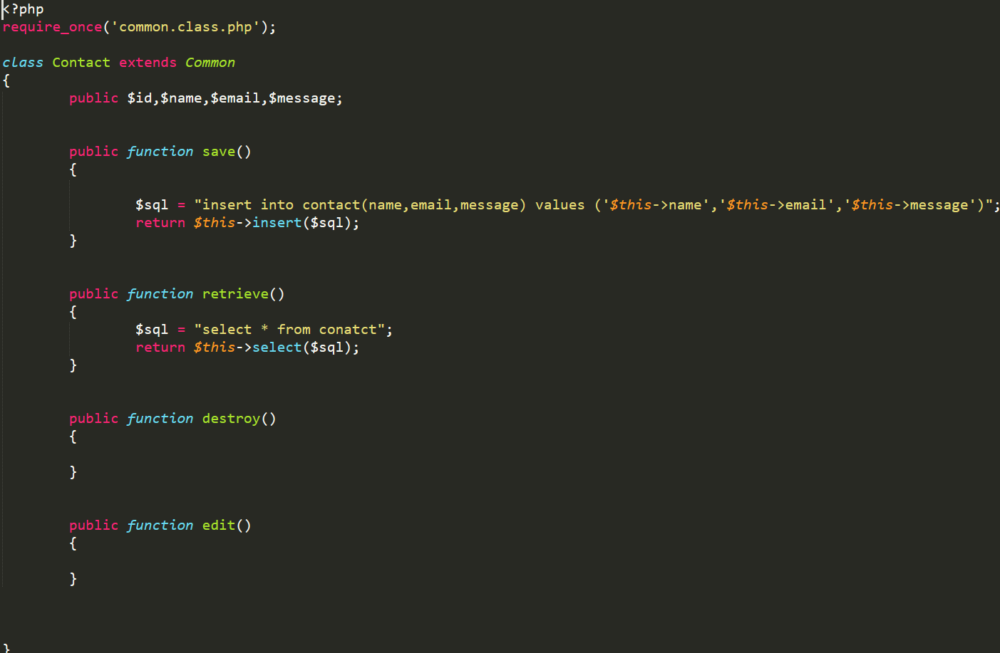 <?php
require_once('common.class.php');
class Contact extends Common
{
public $id,$name,$email,$message;
public function save()
{
$sql = "insert into contact(name,email,message) values ('$this->name','$this->email','$this->message')";
return $this->insert($sql);
}
public function retrieve()
{
$sql = "select * from conatct";
return $this->select($sql);
}
public function destroy()
{
}
public function edit()
{
}
}